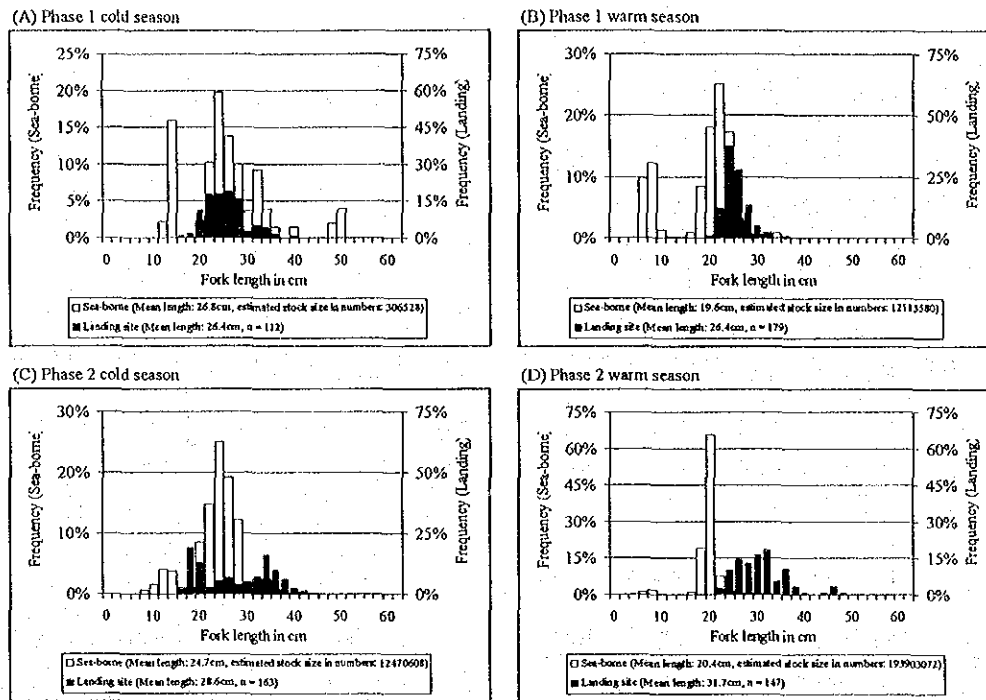 (A) Phase 1 cold season
25%
20%
15%
10%
5%
0%
Frequency (Sea-borne)
75%
60%
45%
30%
15%
0%
Frequency (Landing)
0 10 20 30 40 50 60
Fork length in cm
Sea-borne (Mean length: 26.8cm, estimated stock size in numbers: 306528)
Landing site (Mean length: 26.4cm, n = 112)
(B) Phase 1 warm season
30%
20%
10%
0%
Frequency (Sea-borne)
75%
50%
25%
0%
Frequency (Landing)
0 10 20 30 40 50 60
Fork length in cm
Sea-borne (Mean length: 19.6cm, estimated stock size in numbers: 12113580)
Landing site (Mean length: 26.4cm, n = 179)
(C) Phase 2 cold season
30%
20%
10%
0%
Frequency (Sea-borne)
75%
50%
25%
0%
Frequency (Landing)
0 10 20 30 40 50 60
Fork length in cm
Sea-borne (Mean length: 24.7cm, estimated stock size in numbers: 12470608)
Landing site (Mean length: 28.6cm, n = 163)
(D) Phase 2 warm season
75%
60%
45%
30%
15%
0%
Frequency (Sea-borne)
75%
60%
45%
30%
15%
0%
Frequency (Landing)
0 10 20 30 40 50 60
Fork length in cm
Sea-borne (Mean length: 20.4cm, estimated stock size in numbers: 193903072)
Landing site (Mean length: 31.7cm, n = 147)